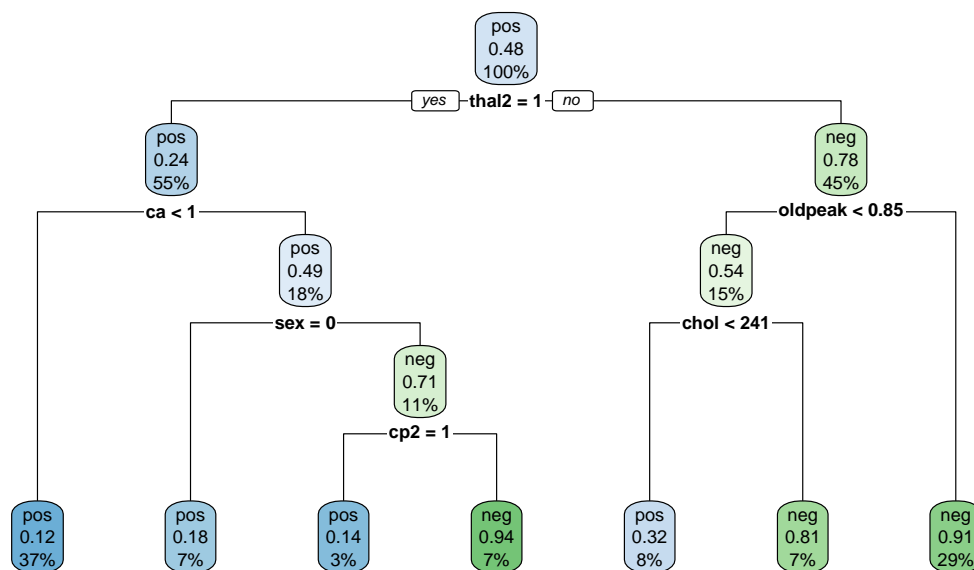 pos
0.48
100%
yes thal2 = 1 no
pos
0.24
55%
neg
0.78
45%
ca < 1
oldpeak < 0.85
pos
0.49
18%
neg
0.54
15%
sex = 0
chol < 241
neg
0.71
11%
cp2 = 1
pos
0.12
37%
pos
0.18
7%
pos
0.14
3%
neg
0.94
7%
pos
0.32
8%
neg
0.81
7%
neg
0.91
29%